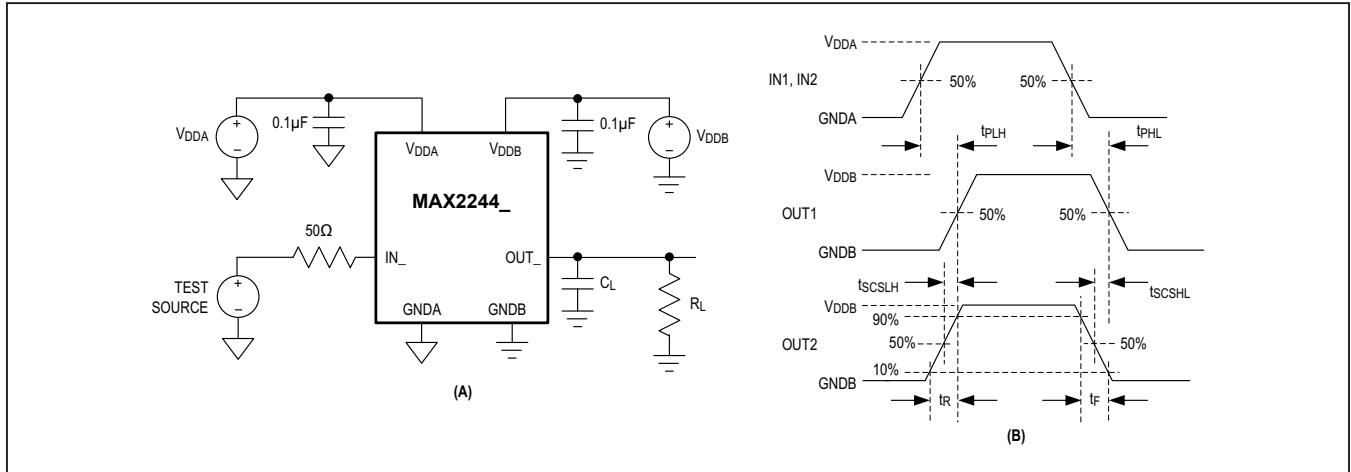 VDDA
0.1µF
VDDA
VDDB
0.1µF
VDDB
MAX2244_
50Ω
IN_
OUT_
TEST
SOURCE
CL
RL
GNDA
GNDB
(A)
VDDA
IN1, IN2
50%
50%
GNDA
tPLH
tPHL
VDDB
OUT1
50%
50%
GNDB
tSCSLH
tSCSHL
VDDB
90%
50%
OUT2
50%
10%
GNDB
tR
tF
(B)